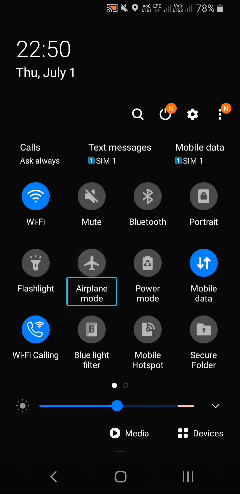 78%
22:50
Thu, July 1
N
N
Calls
Text messages
Mobile data
Ask always
1 SIM 1
1 SIM 1
Wi-Fi
Mute
Bluetooth
Portrait
Flashlight
Airplane
mode
Power
mode
Mobile
data
Wi-Fi Calling
Blue light
filter
Mobile
Hotspot
Secure
Folder
Media
Devices